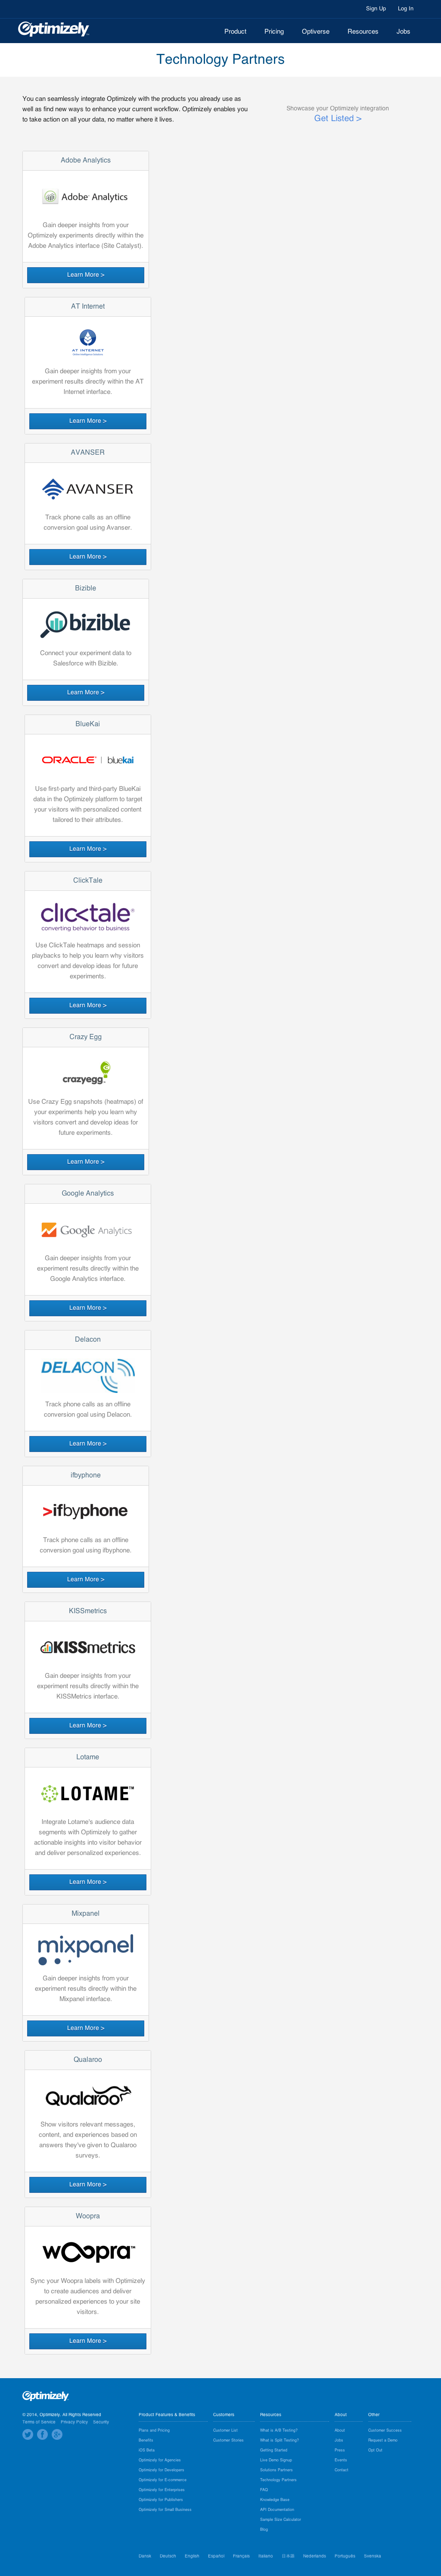 Sign Up Log In
Optimizely
Product Pricing Optiverse Resources Jobs
Technology Partners
You can seamlessly integrate Optimizely with the products you already use as
well as find new ways to enhance your current workflow. Optimizely enables you
to take action on all your data, no matter where it lives.
Showcase your Optimizely integration
Get Listed >
Adobe Analytics
Adobe Analytics
Gain deeper insights from your
Optimizely experiments directly within the
Adobe Analytics interface (Site Catalyst).
Learn More >
AT Internet
AT INTERNET
Gain deeper insights from your
experiment results directly within the AT
Internet interface.
Learn More >
AVANSER
AVANSER
Track phone calls as an offline
conversion goal using Avanser.
Learn More >
Bizible
bizible
Connect your experiment data to
Salesforce with Bizible.
Learn More >
BlueKai
ORACLE | bluekai
Use first-party and third-party BlueKai
data in the Optimizely platform to target
your visitors with personalized content
tailored to their attributes.
Learn More >
ClickTale
clicktale®
converting behavior to business
Use ClickTale heatmaps and session
playbacks to help you learn why visitors
convert and develop ideas for future
experiments.
Learn More >
Crazy Egg
crazyegg
Use Crazy Egg snapshots (heatmaps) of
your experiments help you learn why
visitors convert and develop ideas for
future experiments.
Learn More >
Google Analytics
Google Analytics
Gain deeper insights from your
experiment results directly within the
Google Analytics interface.
Learn More >
Delacon
DELACON
Track phone calls as an offline
conversion goal using Delacon.
Learn More >
ifbyphone
>ifbyphone
Track phone calls as an offline
conversion goal using ifbyphone.
Learn More >
KISSmetrics
KISSmetrics
Gain deeper insights from your
experiment results directly within the
KISSMetrics interface.
Learn More >
Lotame
LOTAME™
Integrate Lotame's audience data
segments with Optimizely to gather
actionable insights into visitor behavior
and deliver personalized experiences.
Learn More >
Mixpanel
mixpanel
Gain deeper insights from your
experiment results directly within the
Mixpanel interface.
Learn More >
Qualaroo
Qualaroo
Show visitors relevant messages,
content, and experiences based on
answers they've given to Qualaroo
surveys.
Learn More >
Woopra
woopra™
Sync your Woopra labels with Optimizely
to create audiences and deliver
personalized experiences to your site
visitors.
Learn More >
Optimizely
© 2014, Optimizely. All Rights Reserved
Terms of Service Privacy Policy Security
Product Features & Benefits
Plans and Pricing
Benefits
iOS Beta
Optimizely for Agencies
Optimizely for Developers
Optimizely for E-commerce
Optimizely for Enterprises
Optimizely for Publishers
Optimizely for Small Business
Customers
Customer List
Customer Stories
Resources
What is A/B Testing?
What is Split Testing?
Getting Started
Live Demo Signup
Solutions Partners
Technology Partners
FAQ
Knowledge Base
API Documentation
Sample Size Calculator
Blog
About
About
Jobs
Press
Events
Contact
Other
Customer Success
Request a Demo
Opt Out
Dansk Deutsch English Español Français Italiano 日本語 Nederlands Português Svenska